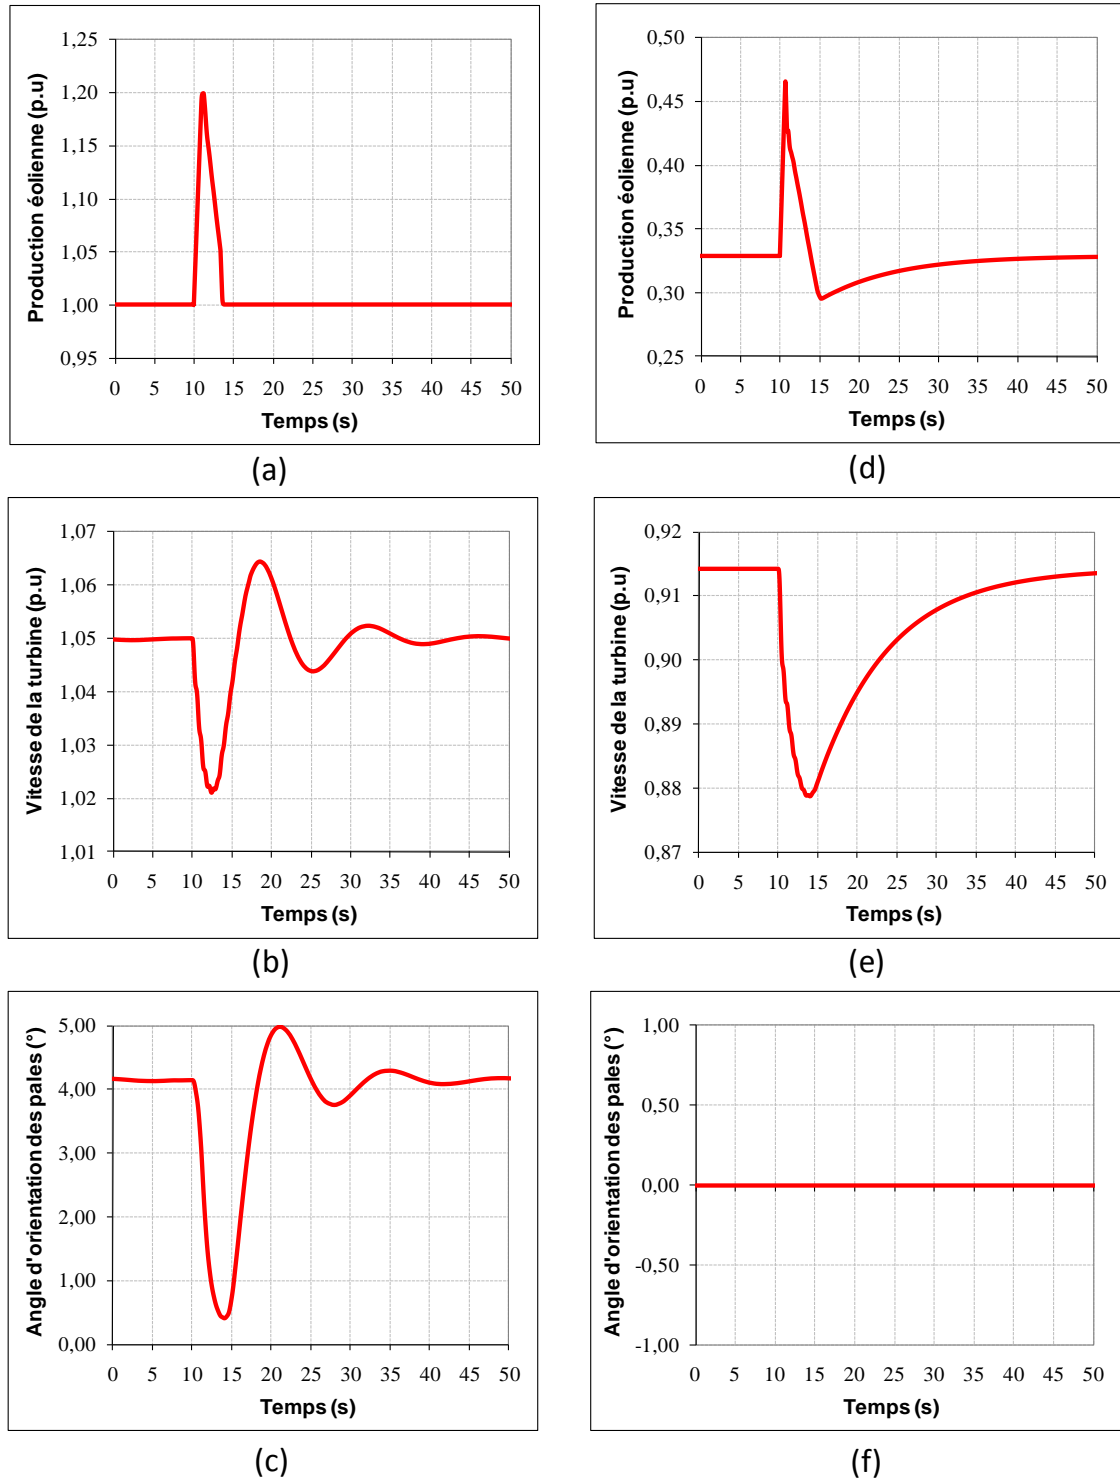 Production éolienne (p.u)
1,25
1,20
1,15
1,10
1,05
1,00
0,95
0 5 10 15 20 25 30 35 40 45 50
Temps (s)
(a)
Production éolienne (p.u)
0,50
0,45
0,40
0,35
0,30
0,25
0 5 10 15 20 25 30 35 40 45 50
Temps (s)
(d)
Vitesse de la turbine (p.u)
1,07
1,06
1,05
1,04
1,03
1,02
1,01
0 5 10 15 20 25 30 35 40 45 50
Temps (s)
(b)
Vitesse de la turbine (p.u)
0,92
0,91
0,90
0,89
0,88
0,87
0 5 10 15 20 25 30 35 40 45 50
Temps (s)
(e)
Angle d'orientation des pales (°)
5,00
4,00
3,00
2,00
1,00
0,00
0 5 10 15 20 25 30 35 40 45 50
Temps (s)
(c)
Angle d'orientation des pales (°)
1,00
0,50
0,00
-0,50
-1,00
0 5 10 15 20 25 30 35 40 45 50
Temps (s)
(f)